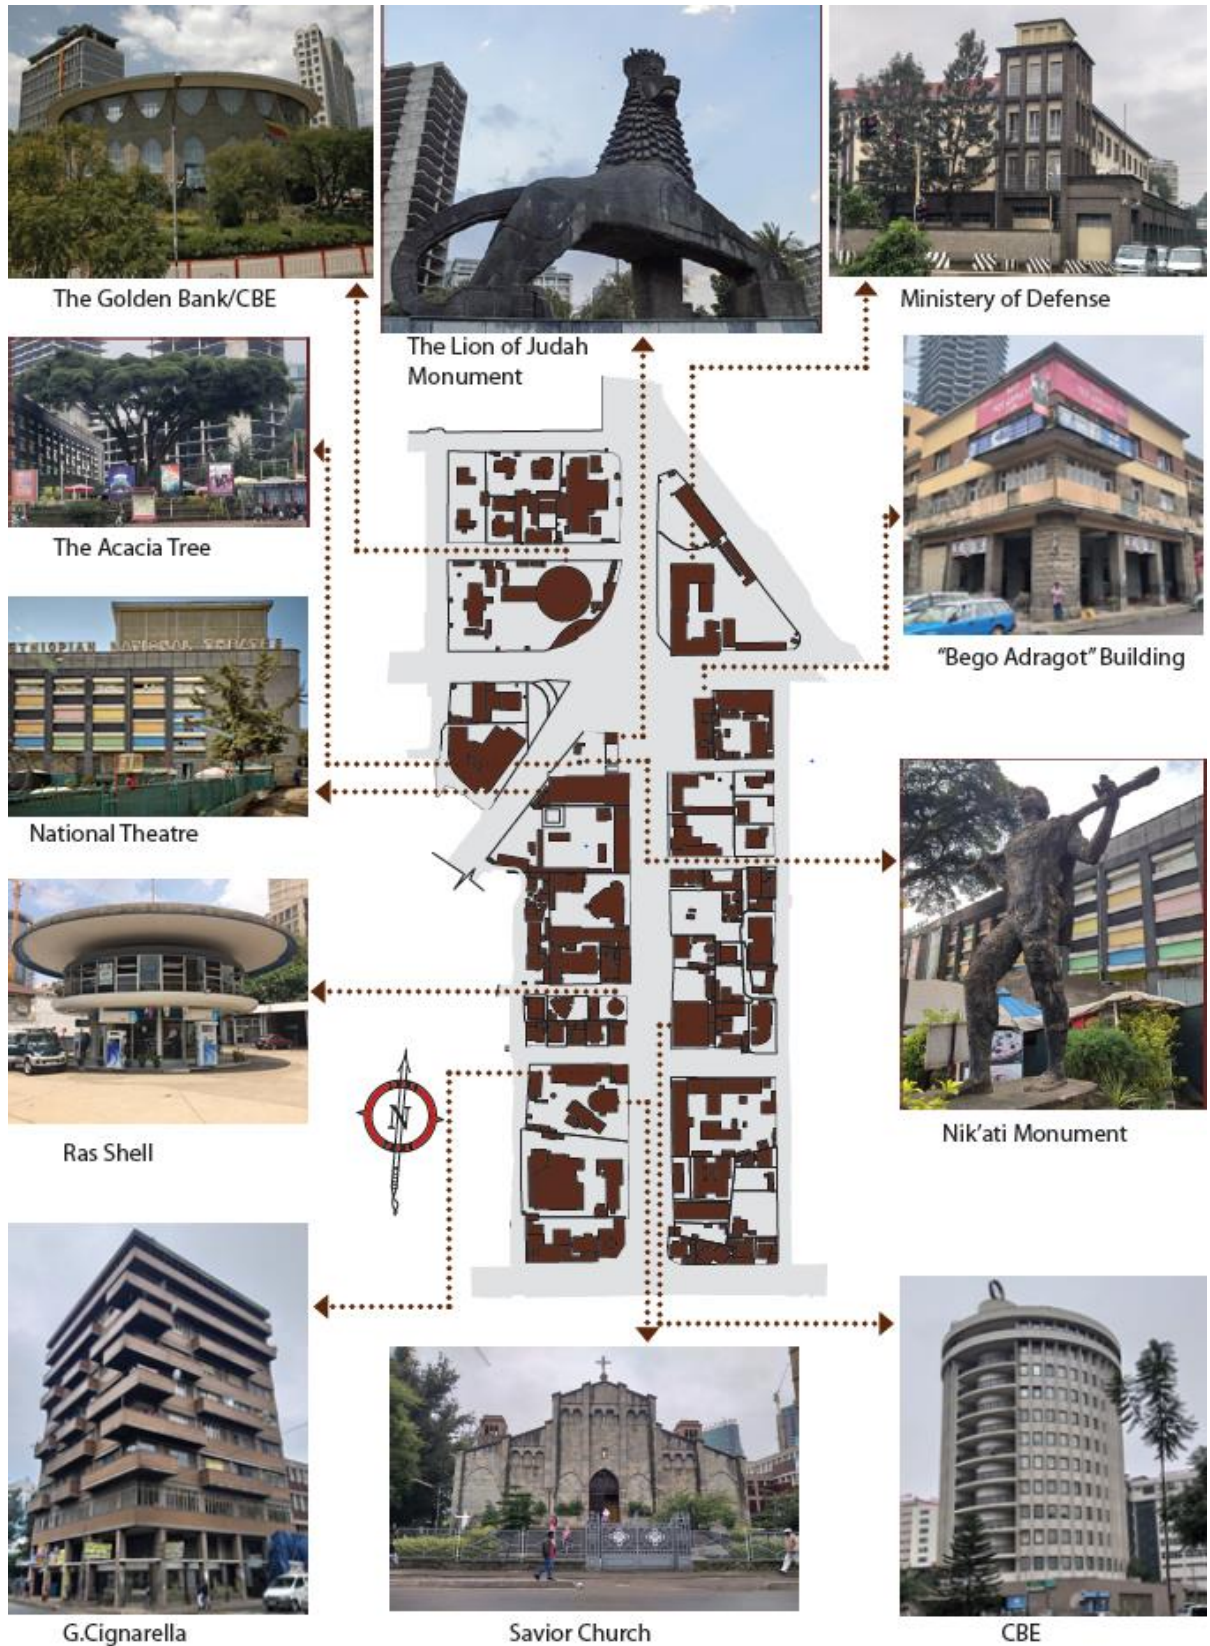 The Golden Bank/CBE
The Lion of Judah
Monument
Ministery of Defense
The Acacia Tree
"Bego Adragot" Building
ETHIOPIAN NATIONAL THEATRE
National Theatre
Ras Shell
N
Nik'ati Monument
G.Cignarella
Savior Church
CBE